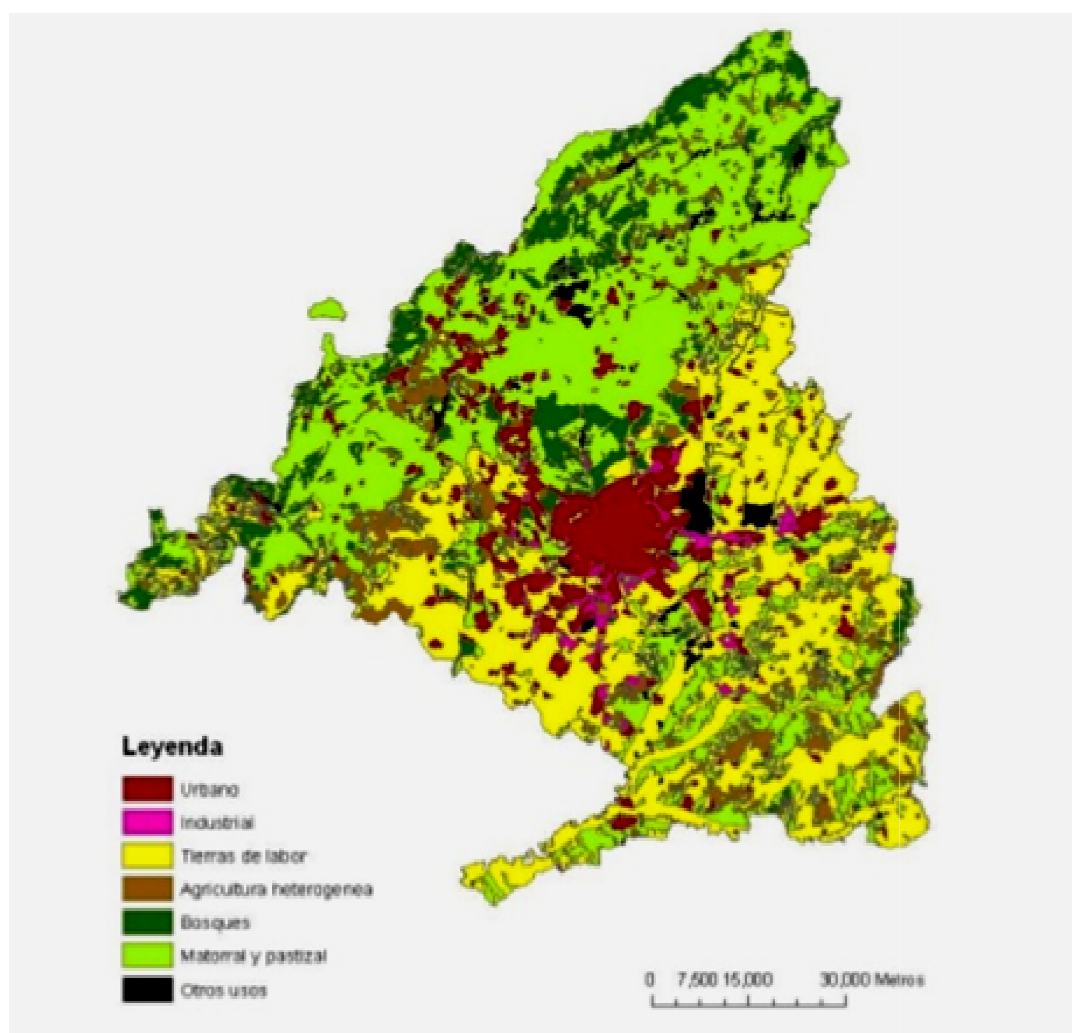 Leyenda
Urbano
Industrial
Tierras de labor
Agricultura heterogenea
Bosques
Matorral y pastizal
Otros usos
0 7,500 15,000 30,000 Metros